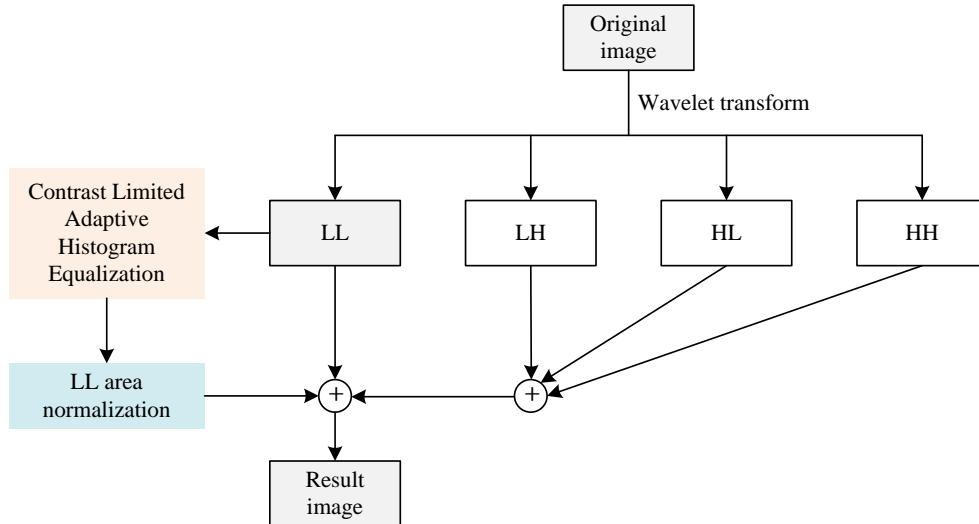 Original
image
Wavelet transform
Contrast Limited
Adaptive
Histogram
Equalization
LL
LH
HL
HH
LL area
normalization
+
+
Result
image